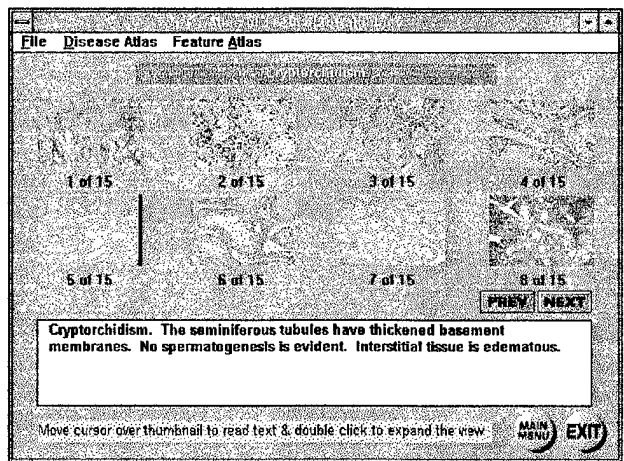 File Disease Atlas Feature Atlas
Cryptorchidism
1 of 15 2 of 15 3 of 15 4 of 15
5 of 15 6 of 15 7 of 15 8 of 15
PREV NEXT
Cryptorchidism. The seminiferous tubules have thickened basement
membranes. No spermatogenesis is evident. Interstitial tissue is edematous.
Move cursor over thumbnail to read text & double click to expand the view
MAIN
MENU
EXIT